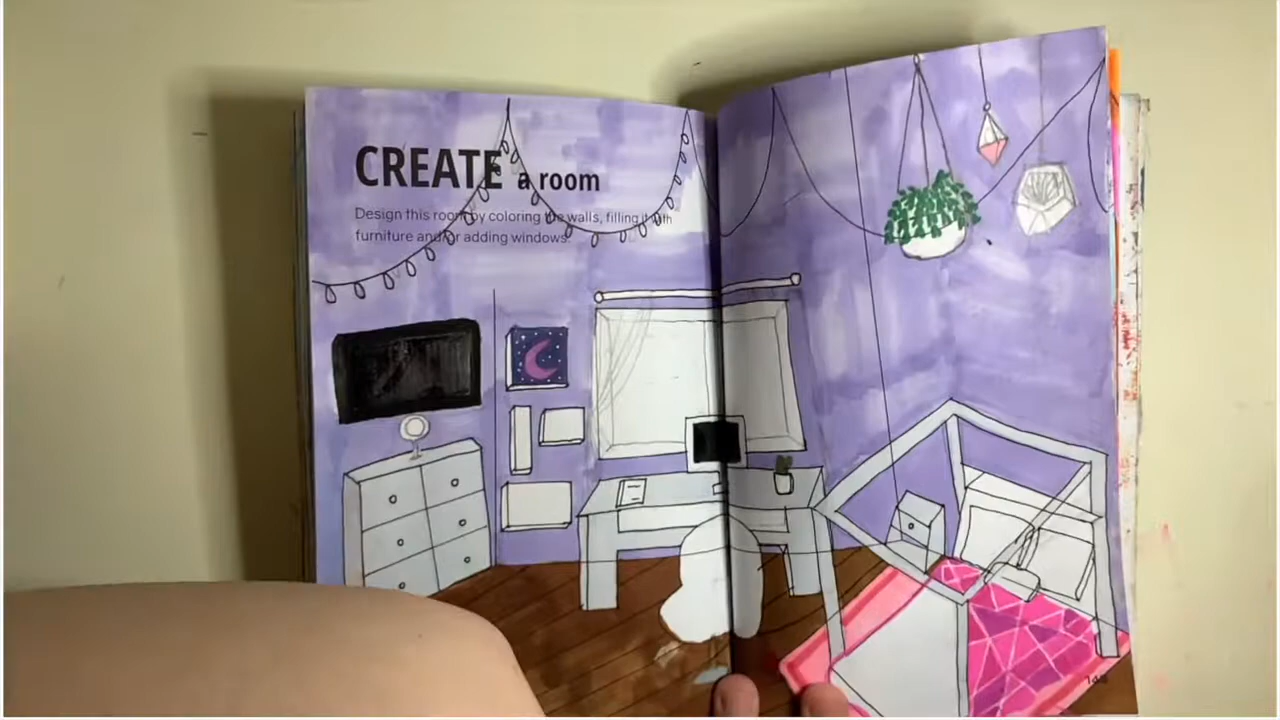 CREATE a room
Design this room by coloring the walls, filling it with
furniture and/or adding windows.